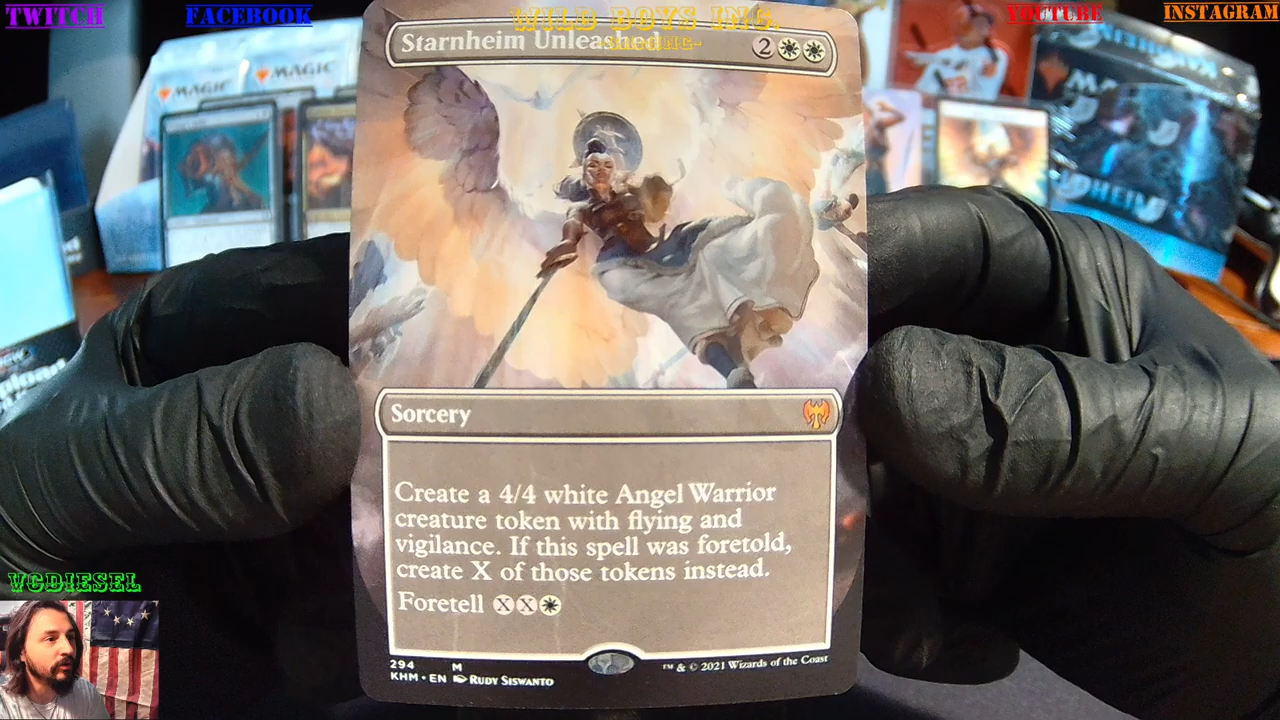 TWITCH
FACEBOOK
WILD BOYS INC.
YOUTUBE
INSTAGRAM
Starnheim Unleashed 2
MAGIC
MAGIC
Sorcery
Create a 4/4 white Angel Warrior
creature token with flying and
vigilance. If this spell was foretold,
create X of those tokens instead.
Foretell X X
294 M
KHM • EN RUDY SISWANTO
™ & © 2021 Wizards of the Coast
VGDIESEL